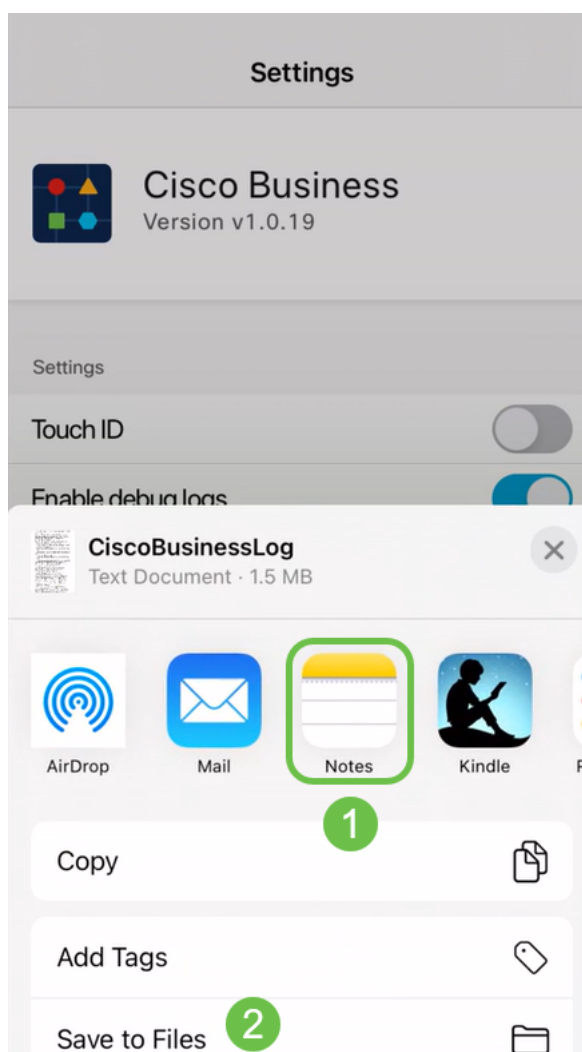 Settings
Cisco Business
Version v1.0.19
Settings
Touch ID
Enable debug logs
CiscoBusinessLog
Text Document · 1.5 MB
AirDrop
Mail
Notes
Kindle
1
Copy
Add Tags
Save to Files
2